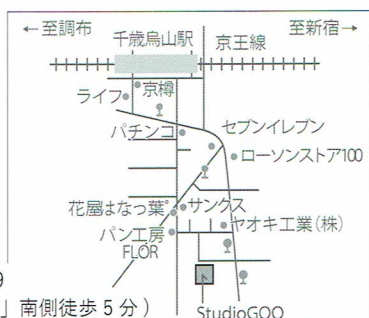 ←至調布
千歳烏山駅
京王線
至新宿→
ライフ
京樽
パチンコ
セブンイレブン
ローソンストア100
花屋はなっ葉
サンクス
パン工房
FLOR
ヤオキ工業(株)
9
」南側徒歩5分)
StudioGOO